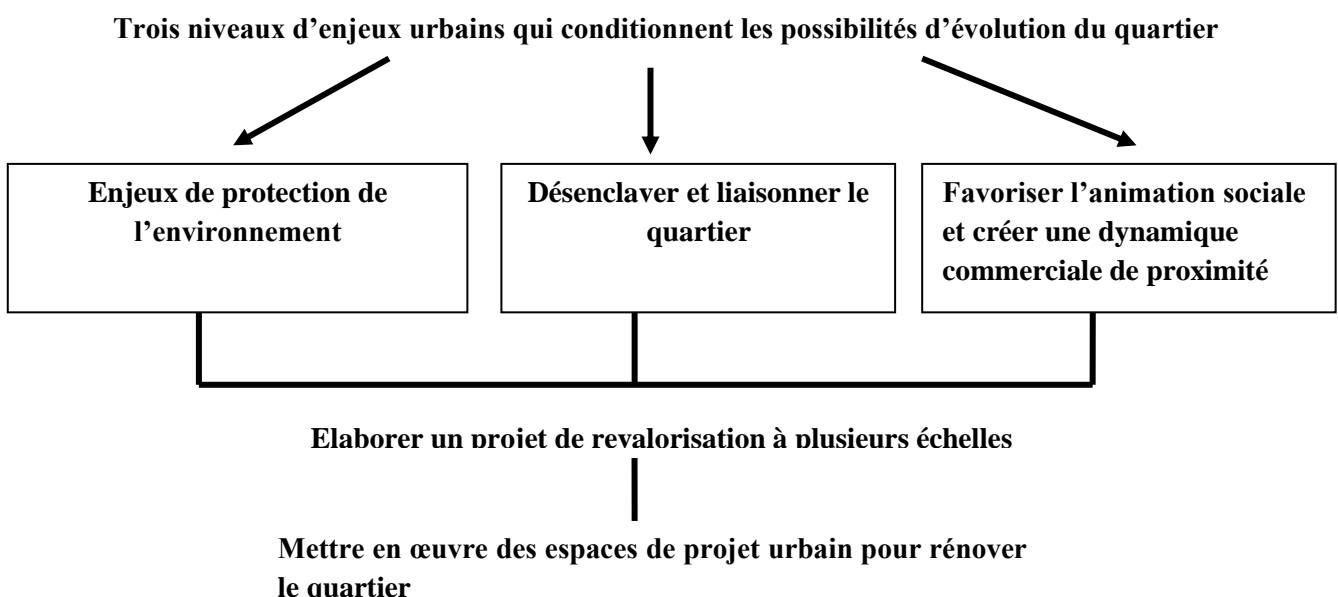 Trois niveaux d’enjeux urbains qui conditionnent les possibilités d’évolution du quartier
Enjeux de protection de
l’environnement
Désenclaver et liaisonner le
quartier
Favoriser l’animation sociale
et créer une dynamique
commerciale de proximité
Elaborer un projet de revalorisation à plusieurs échelles
Mettre en œuvre des espaces de projet urbain pour rénover
le quartier